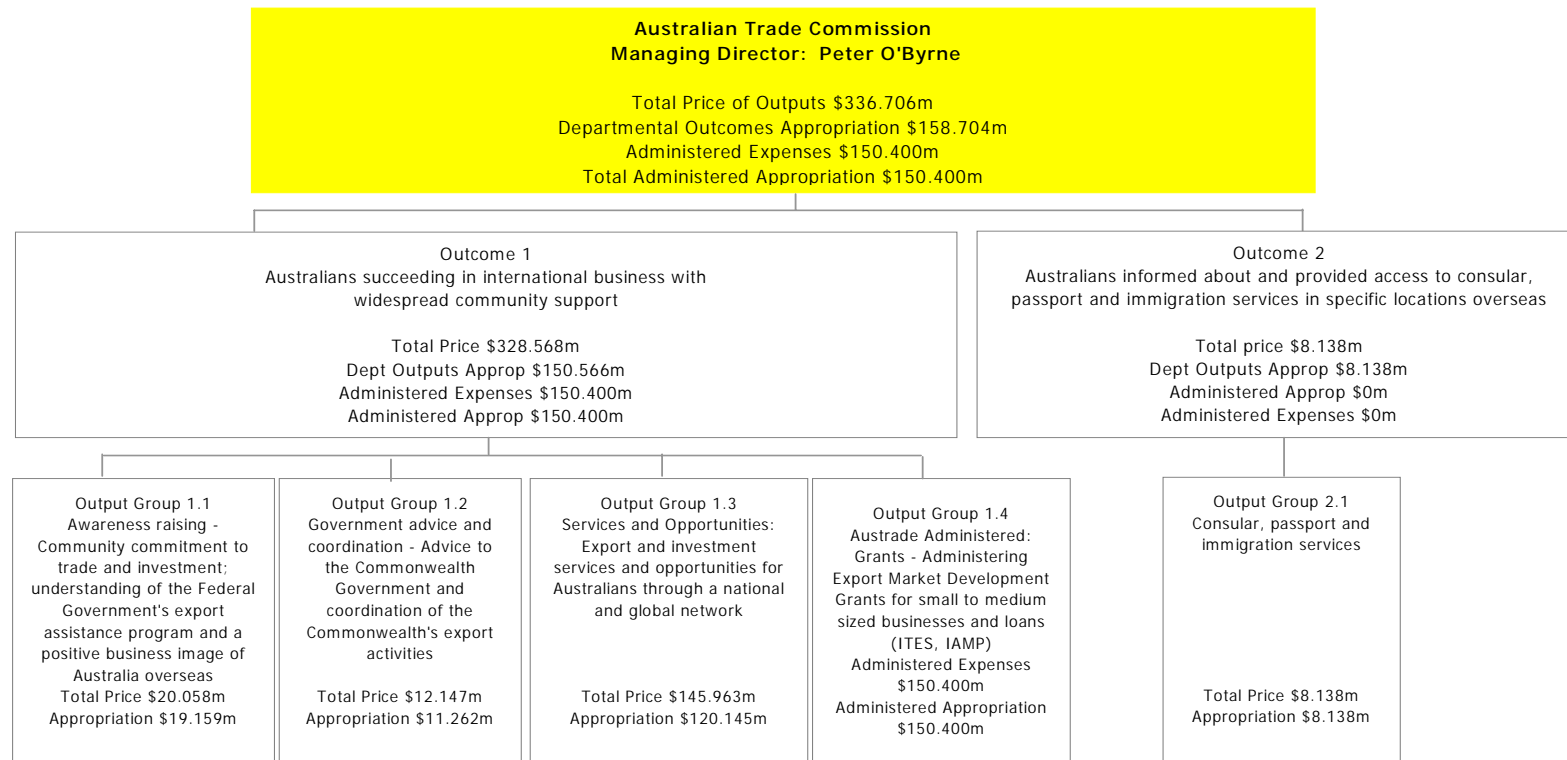 Australian Trade Commission
Managing Director: Peter O'Byrne
Total Price of Outputs $336.706m
Departmental Outcomes Appropriation $158.704m
Administered Expenses $150.400m
Total Administered Appropriation $150.400m
Outcome 1
Australians succeeding in international business with
widespread community support
Total Price $328.568m
Dept Outputs Approp $150.566m
Administered Expenses $150.400m
Administered Approp $150.400m
Outcome 2
Australians informed about and provided access to consular,
passport and immigration services in specific locations overseas
Total price $8.138m
Dept Outputs Approp $8.138m
Administered Approp $0m
Administered Expenses $0m
Output Group 1.1
Awareness raising -
Community commitment to
trade and investment;
understanding of the Federal
Government's export
assistance program and a
positive business image of
Australia overseas
Total Price $20.058m
Appropriation $19.159m
Output Group 1.2
Government advice and
coordination - Advice to
the Commonwealth
Government and
coordination of the
Commonwealth's export
activities
Total Price $12.147m
Appropriation $11.262m
Output Group 1.3
Services and Opportunities:
Export and investment
services and opportunities for
Australians through a national
and global network
Total Price $145.963m
Appropriation $120.145m
Output Group 1.4
Austrade Administered:
Grants - Administering
Export Market Development
Grants for small to medium
sized businesses and loans
(ITES, IAMP)
Administered Expenses
$150.400m
Administered Appropriation
$150.400m
Output Group 2.1
Consular, passport and
immigration services
Total Price $8.138m
Appropriation $8.138m